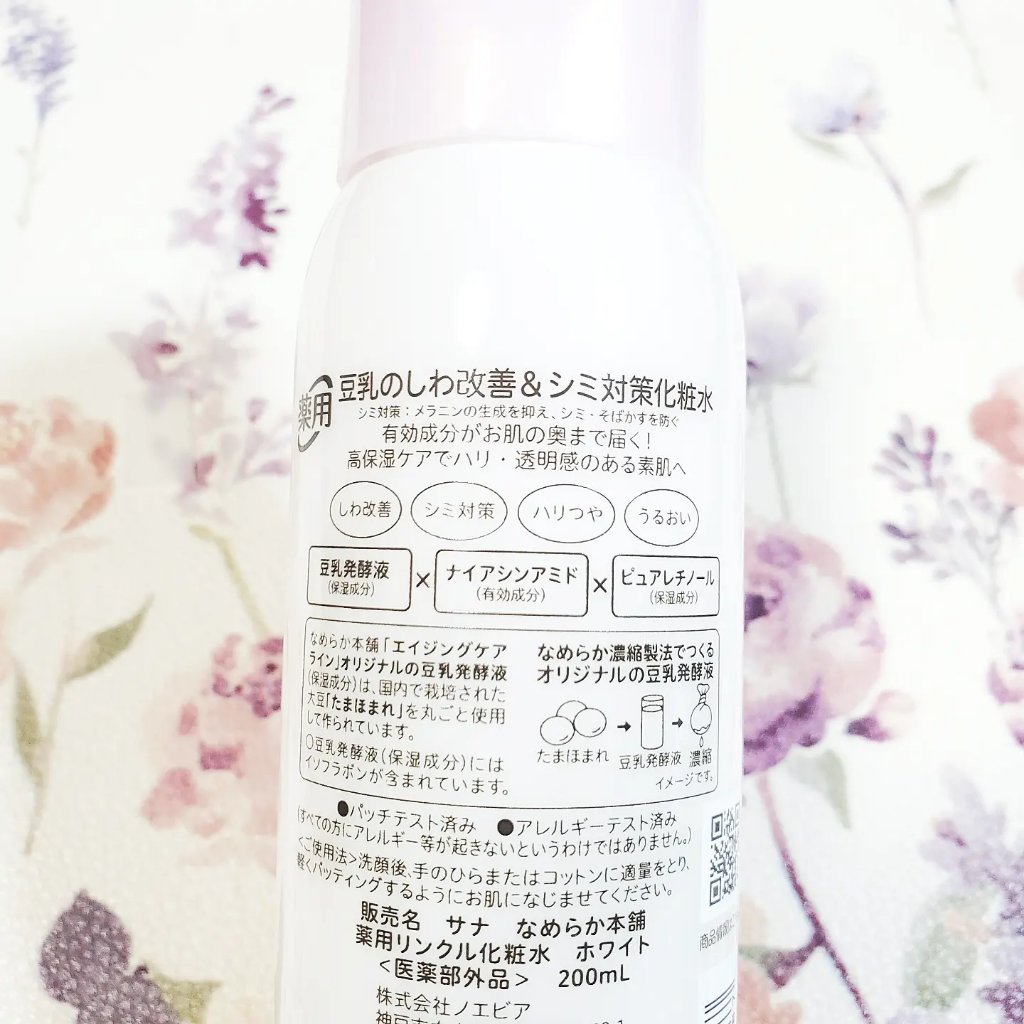 薬用
豆乳のしわ改善&シミ対策化粧水
シミ対策:メラニンの生成を抑え、シミ・そばかすを防ぐ
有効成分がお肌の奥まで届く!
高保湿ケアでハリ・透明感のある素肌へ
しわ改善 シミ対策 ハリつや うるおい
豆乳発酵液 × ナイアシンアミド × ピュアレチノール
(保湿成分) (有効成分) (保湿成分)
なめらか本舗「エイジングケア
ライン」オリジナルの豆乳発酵液
(保湿成分)は、国内で栽培された
大豆「たまほまれ」を丸ごと使用
して作られています。
○豆乳発酵液(保湿成分)には
イソフラボンが含まれています。
なめらか濃縮製法でつくる
オリジナルの豆乳発酵液
たまほまれ 豆乳発酵液 濃縮
イメージです。
●パッチテスト済み ●アレルギーテスト済み
(すべての方にアレルギー等が起きないというわけではありません。)
<ご使用法>洗顔後、手のひらまたはコットンに適量をとり、
軽くパッティングするようにお肌になじませてください。
商品情報
販売名 サナ なめらか本舗
薬用リンクル化粧水 ホワイト
<医薬部外品> 200mL
株式会社ノエビア